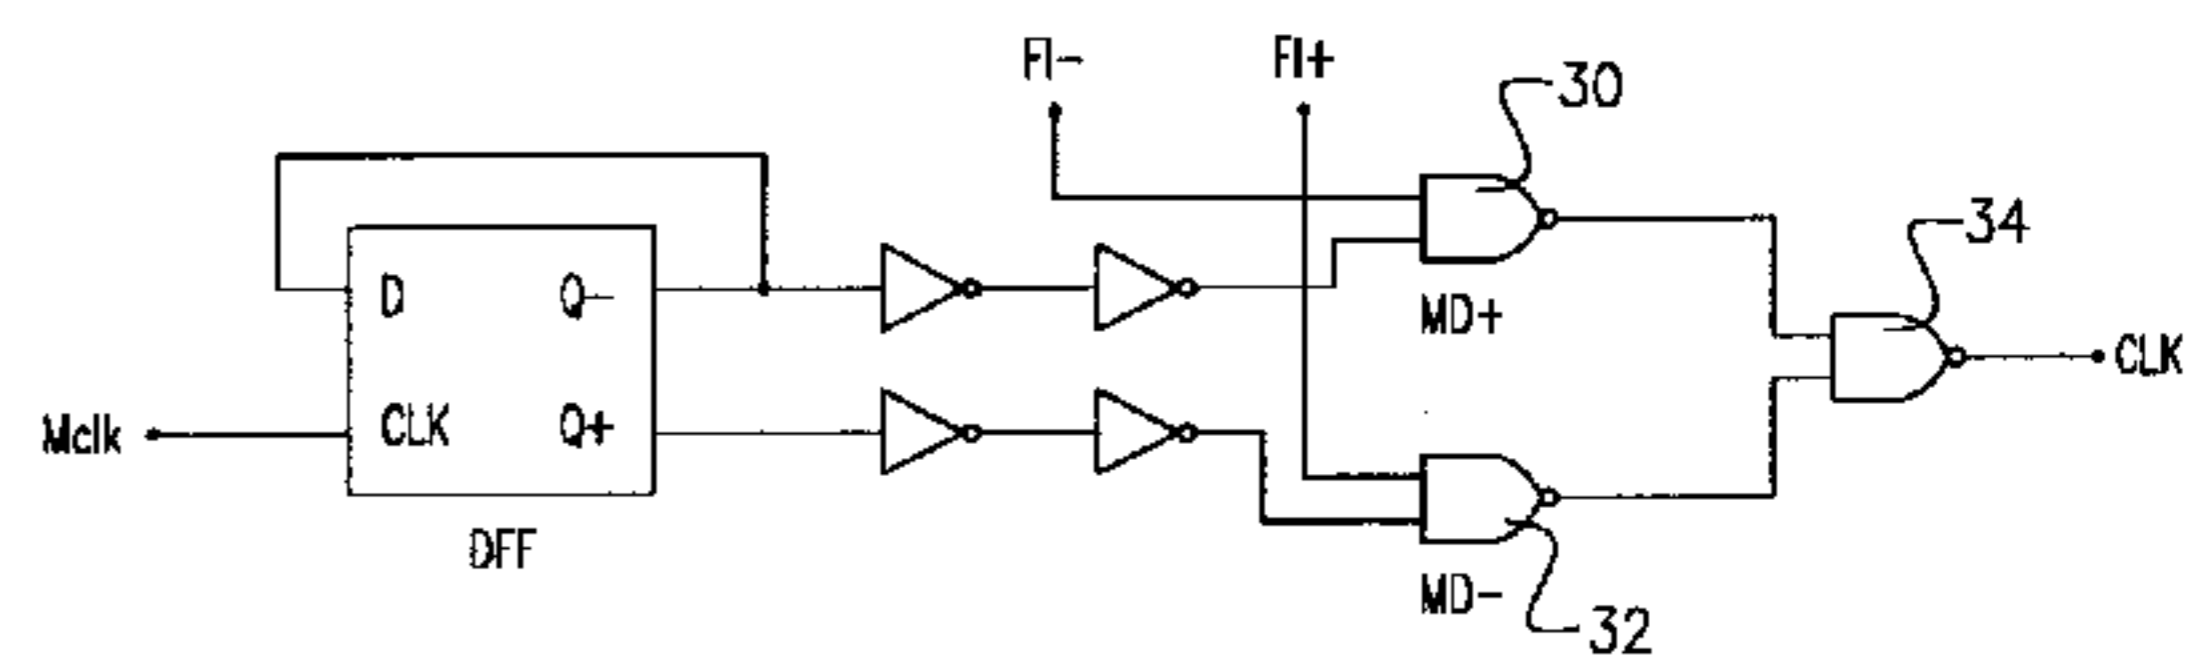 FI-
FI+
30
D
Q-
34
MD+
CLK
Mclk
CLK
Q+
DFF
MD-
32